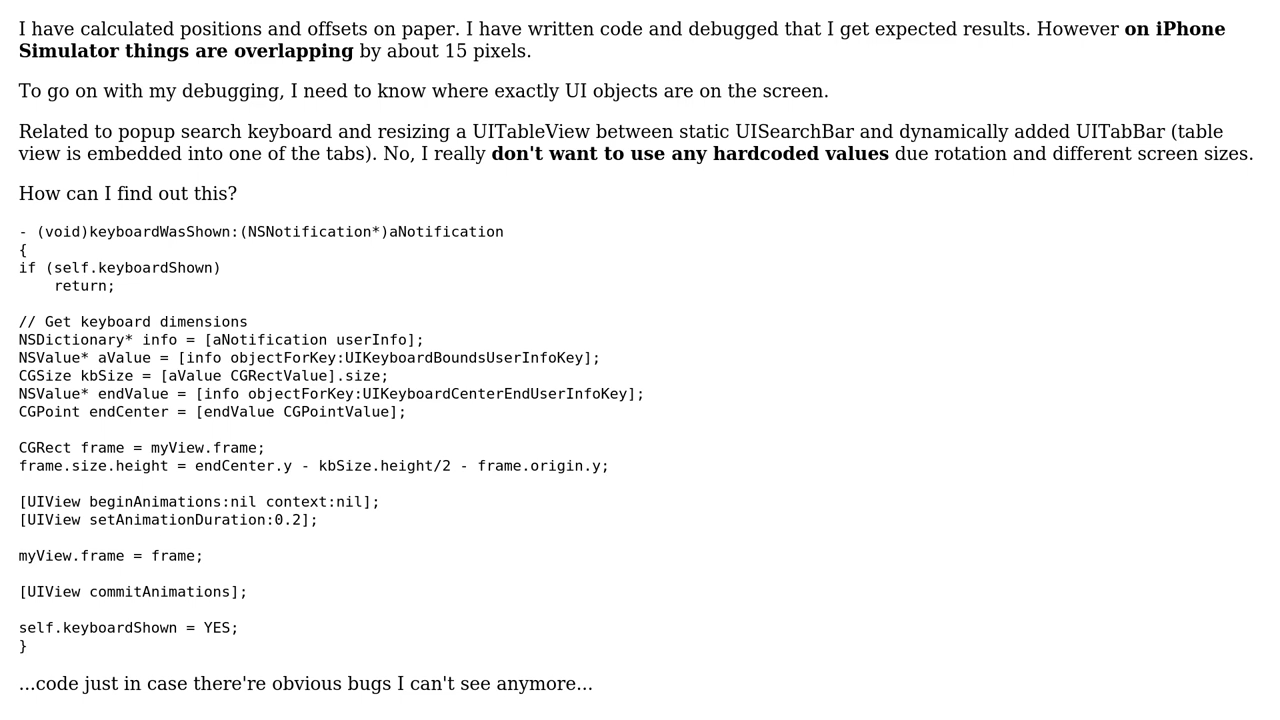 I have calculated positions and offsets on paper. I have written code and debugged that I get expected results. However on iPhone
Simulator things are overlapping by about 15 pixels.
To go on with my debugging, I need to know where exactly UI objects are on the screen.
Related to popup search keyboard and resizing a UITableView between static UISearchBar and dynamically added UITabBar (table
view is embedded into one of the tabs). No, I really don't want to use any hardcoded values due rotation and different screen sizes.
How can I find out this?
- (void)keyboardWasShown:(NSNotification*)aNotification
{
if (self.keyboardShown)
    return;
// Get keyboard dimensions
NSDictionary* info = [aNotification userInfo];
NSValue* aValue = [info objectForKey:UIKeyboardBoundsUserInfoKey];
CGSize kbSize = [aValue CGRectValue].size;
NSValue* endValue = [info objectForKey:UIKeyboardCenterEndUserInfoKey];
CGPoint endCenter = [endValue CGPointValue];
CGRect frame = myView.frame;
frame.size.height = endCenter.y - kbSize.height/2 - frame.origin.y;
[UIView beginAnimations:nil context:nil];
[UIView setAnimationDuration:0.2];
myView.frame = frame;
[UIView commitAnimations];
self.keyboardShown = YES;
}
...code just in case there're obvious bugs I can't see anymore...